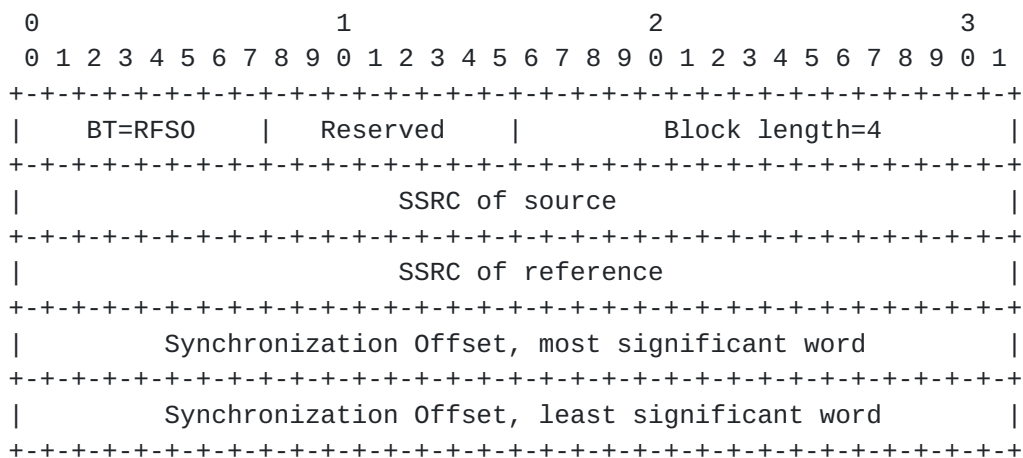 0                   1                   2                   3
 0 1 2 3 4 5 6 7 8 9 0 1 2 3 4 5 6 7 8 9 0 1 2 3 4 5 6 7 8 9 0 1
+-+-+-+-+-+-+-+-+-+-+-+-+-+-+-+-+-+-+-+-+-+-+-+-+-+-+-+-+-+-+-+-+
|    BT=RFSO    |   Reserved    |         Block length=4        |
+-+-+-+-+-+-+-+-+-+-+-+-+-+-+-+-+-+-+-+-+-+-+-+-+-+-+-+-+-+-+-+-+
|                        SSRC of source                         |
+-+-+-+-+-+-+-+-+-+-+-+-+-+-+-+-+-+-+-+-+-+-+-+-+-+-+-+-+-+-+-+-+
|                        SSRC of reference                      |
+-+-+-+-+-+-+-+-+-+-+-+-+-+-+-+-+-+-+-+-+-+-+-+-+-+-+-+-+-+-+-+-+
|         Synchronization Offset, most significant word         |
+-+-+-+-+-+-+-+-+-+-+-+-+-+-+-+-+-+-+-+-+-+-+-+-+-+-+-+-+-+-+-+-+
|         Synchronization Offset, least significant word        |
+-+-+-+-+-+-+-+-+-+-+-+-+-+-+-+-+-+-+-+-+-+-+-+-+-+-+-+-+-+-+-+-+